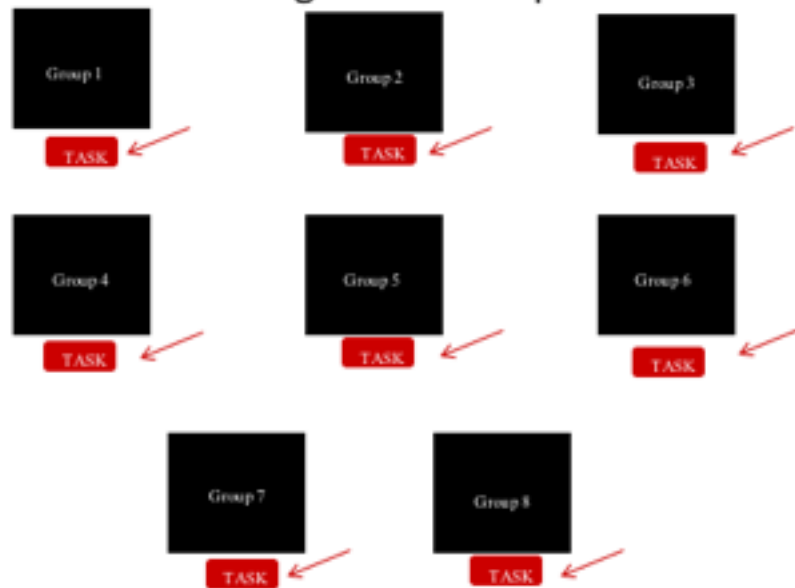 Group 1
Group 2
Group 3
TASK
TASK
TASK
Group 4
Group 5
Group 6
TASK
TASK
TASK
Group 7
Group 8
TASK
TASK